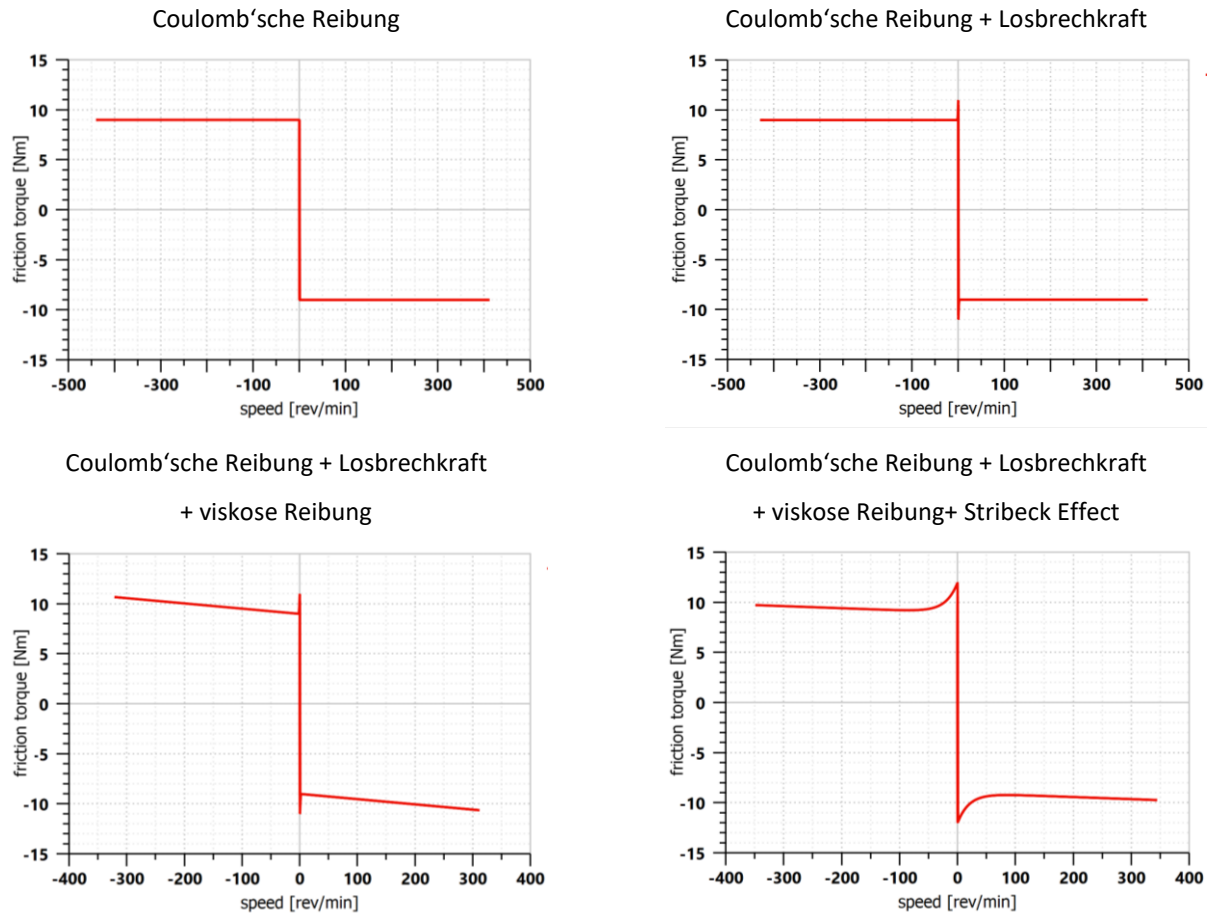 Coulomb‘sche Reibung
15
10
5
0
-5
-10
-15
friction torque [Nm]
-500 -300 -100 100 300 500
speed [rev/min]
Coulomb‘sche Reibung + Losbrechkraft
15
10
5
0
-5
-10
-15
friction torque [Nm]
-500 -300 -100 100 300 500
speed [rev/min]
Coulomb‘sche Reibung + Losbrechkraft
+ viskose Reibung
15
10
5
0
-5
-10
-15
friction torque [Nm]
-400 -300 -200 -100 0 100 200 300 400
speed [rev/min]
Coulomb‘sche Reibung + Losbrechkraft
+ viskose Reibung+ Stribeck Effect
15
10
5
0
-5
-10
-15
friction torque [Nm]
-400 -300 -200 -100 0 100 200 300 400
speed [rev/min]